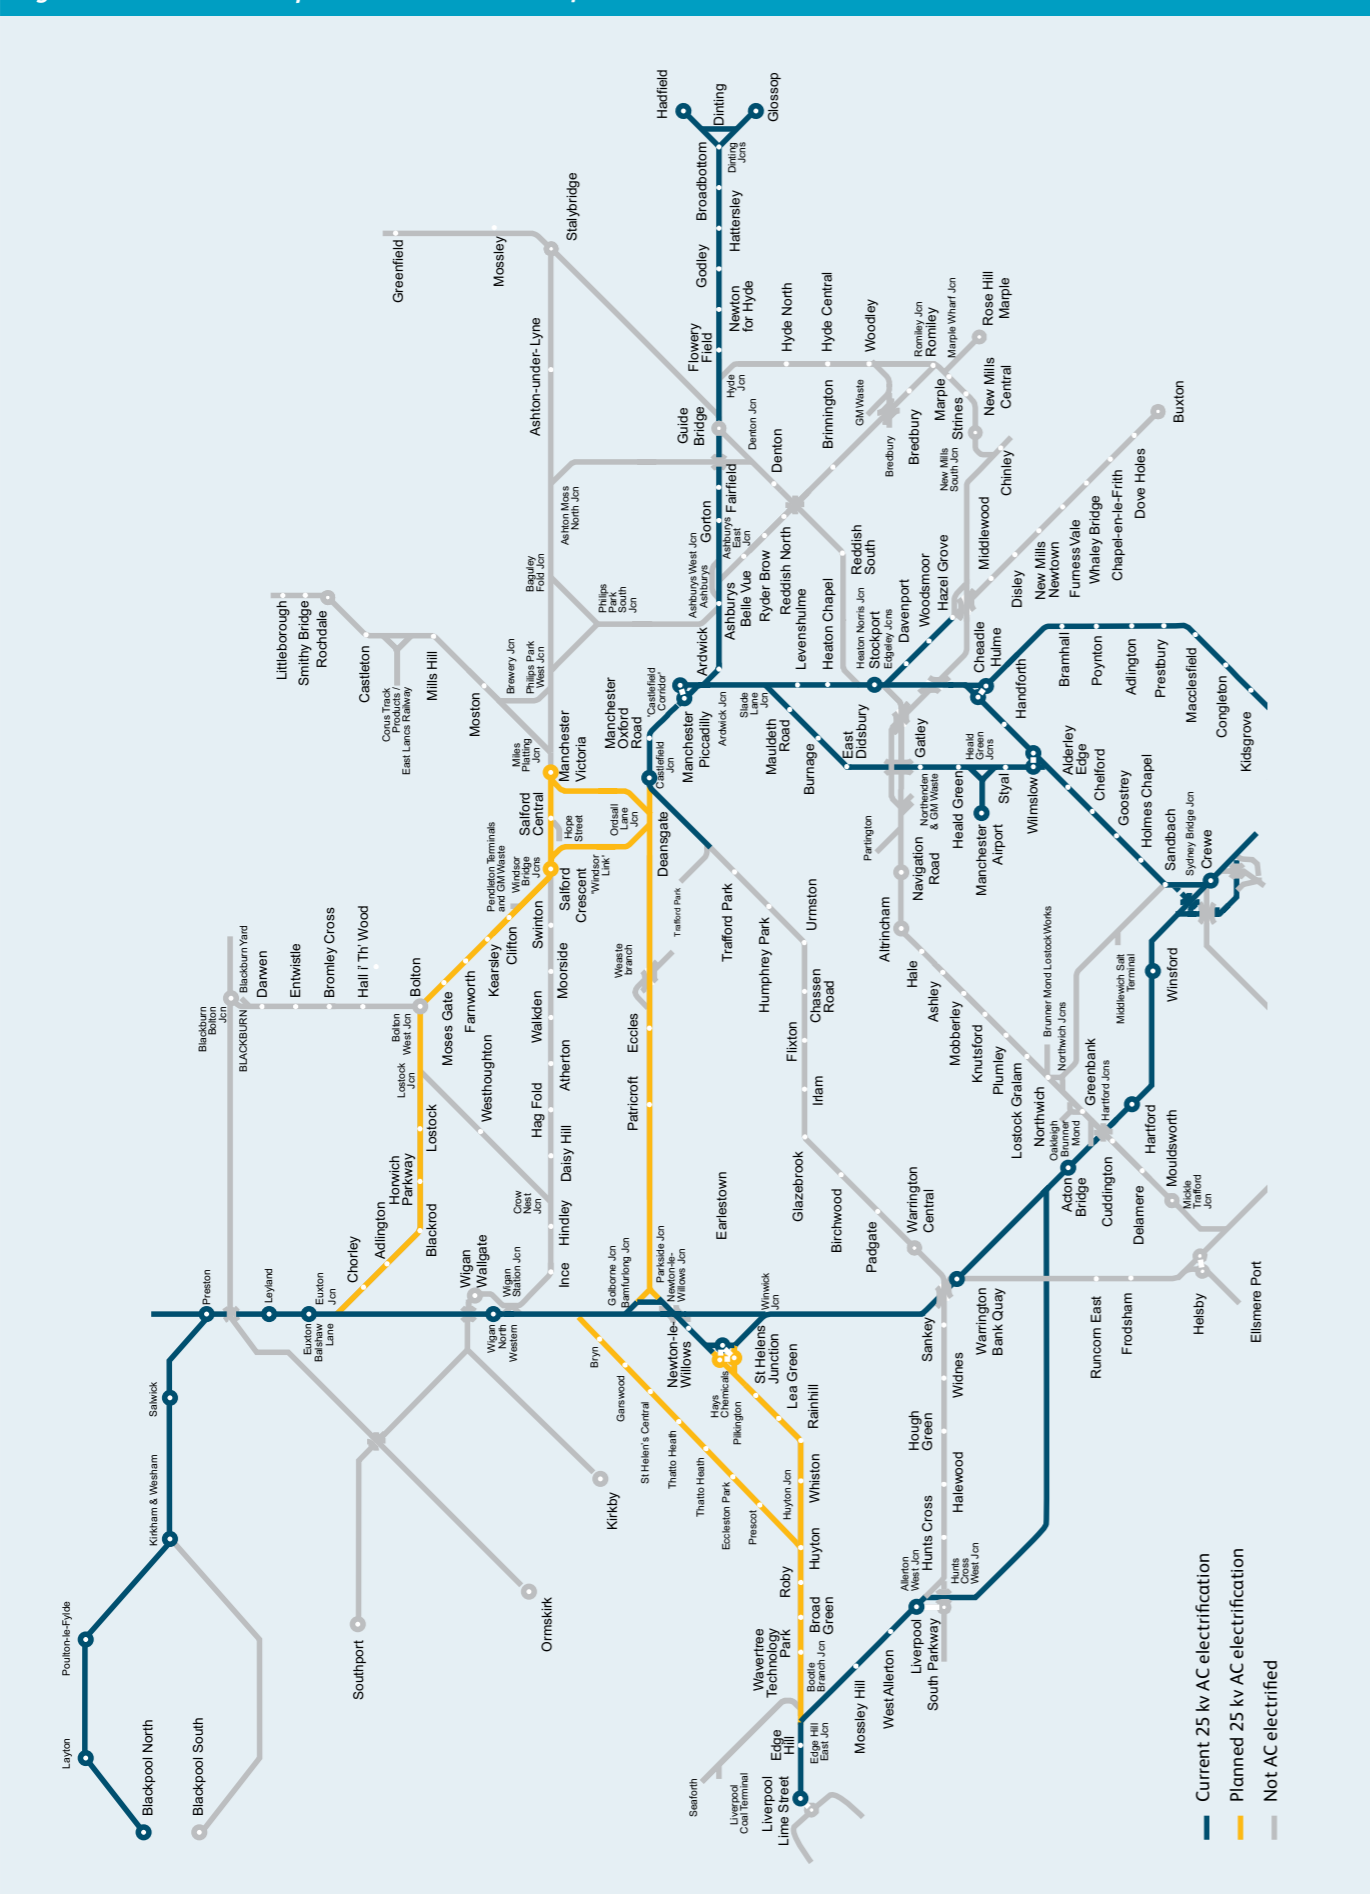 Layton
Poulton-le-Fylde
Blackpool North
Blackpool South
Kirkham & Wesham
Salwick
Preston
Leyland
Euxton
Balshaw
Lane
Euxton
Jcn
Blackburn
Bolton
Jcn
BLACKBURN
Blackburn Yard
Darwen
Entwistle
Bromley Cross
Hall i' Th' Wood
Bolton
Bolton
West Jcn
Lostock
Jcn
Lostock
Horwich
Parkway
Blackrod
Adlington
Chorley
Southport
Ormskirk
Kirkby
Wigan
Wallgate
Wigan
Station Jcn
Wigan
North
Western
Ince
Hindley
Crow
Nest
Jcn
Westhoughton
Daisy Hill
Hag Fold
Atherton
Walkden
Moorside
Swinton
Moses Gate
Farnworth
Kearsley
Clifton
Pendleton Terminals
and GM Waste
Windsor
Bridge
Jcns
Salford
Crescent
'Windsor
Link'
Salford
Central
Hope
Street
Ordsall
Lane
Jcn
Manchester
Victoria
Miles
Platting
Jcn
Moston
Mills Hill
Castleton
Corus Track
Products /
East Lancs Railway
Rochdale
Smithy Bridge
Littleborough
Brewery Jcn
Philips Park
West Jcn
Baguley
Fold Jcn
Philips
Park
South
Jcn
Ashton Moss
North Jcn
Ashton-under-Lyne
Stalybridge
Mossley
Greenfield
Deansgate
Castlefield
Jcn
Manchester
Oxford
Road
'Castlefield
Corridor'
Manchester
Piccadilly
Ardwick Jcn
Ardwick
Ashburys
Ashburys West Jcn
Ashburys
Ashburys
East
Jcn
Gorton
Fairfield
Guide
Bridge
Flowery
Field
Newton
for Hyde
Godley
Hattersley
Broadbottom
Dinting
Jcns
Dinting
Hadfield
Glossop
Hyde
Jcn
Hyde North
Hyde Central
Woodley
Denton Jcn
Denton
Belle Vue
Ryder Brow
Reddish North
Brinnington
GM Waste
Bredbury
Bredbury
Romiley Jcn
Romiley
Marple Wharf Jcn
Rose Hill
Marple
Marple
Strines
New Mills
Central
New Mills
South Jcn
Chinley
Reddish
South
Slade
Lane
Jcn
Levenshulme
Heaton Chapel
Heaton Norris Jcn
Stockport
Edgeley Jcns
Davenport
Woodsmoor
Hazel Grove
Middlewood
Disley
New Mills
Newtown
Furness Vale
Whaley Bridge
Chapel-en-le-Frith
Dove Holes
Buxton
Cheadle
Hulme
Handforth
Bramhall
Poynton
Adlington
Prestbury
Macclesfield
Congleton
Kidsgrove
Mauldeth
Road
Burnage
East
Didsbury
Gatley
Northenden
& GM Waste
Heald Green
Heald
Green
Jcns
Manchester
Airport
Styal
Wilmslow
Alderley
Edge
Chelford
Goostrey
Holmes Chapel
Sandbach
Sydney Bridge Jcn
Crewe
Partington
Navigation
Road
Altrincham
Hale
Ashley
Mobberley
Knutsford
Plumley
Lostock Gralam
Northwich
Brunner Mond Lostock Works
Northwich Jcns
Middlewich Salt
Terminal
Greenbank
Oakleigh
Brunner
Mond
Hartford Jcns
Hartford
Winsford
Acton
Bridge
Cuddington
Delamere
Mouldsworth
Mickle
Trafford
Jcn
Helsby
Ellsmere Port
Frodsham
Runcorn East
Warrington
Bank Quay
Warrington
Central
Padgate
Birchwood
Glazebrook
Irlam
Flixton
Chassen
Road
Urmston
Humphrey Park
Trafford Park
Trafford Park
Weaste
branch
Eccles
Patricroft
Golborne Jcn
Bamfurlong Jcn
Parkside Jcn
Newton-le-
Willows Jcn
Newton-le-
Willows
Earlestown
Winwick
Jcn
St Helens
Junction
Hays
Chemicals
Pilkington
Lea Green
Rainhill
Whiston
Huyton Jcn
Huyton
Roby
Broad
Green
Wavertree
Technology
Park
Bootle
Branch Jcn
Edge
Hill
Edge Hill
East Jcn
Liverpool
Lime Street
Seaforth
Liverpool
Coal Terminal
Bryn
Garswood
St Helen's Central
Thatto Heath
Thatto Heath
Eccleston Park
Prescot
Mossley Hill
West Allerton
Liverpool
South Parkway
Allerton
West Jcn
Hunts Cross
Hunts
Cross
West Jcn
Halewood
Hough
Green
Widnes
Sankey
Current 25 kv AC electrification
Planned 25 kv AC electrification
Not AC electrified